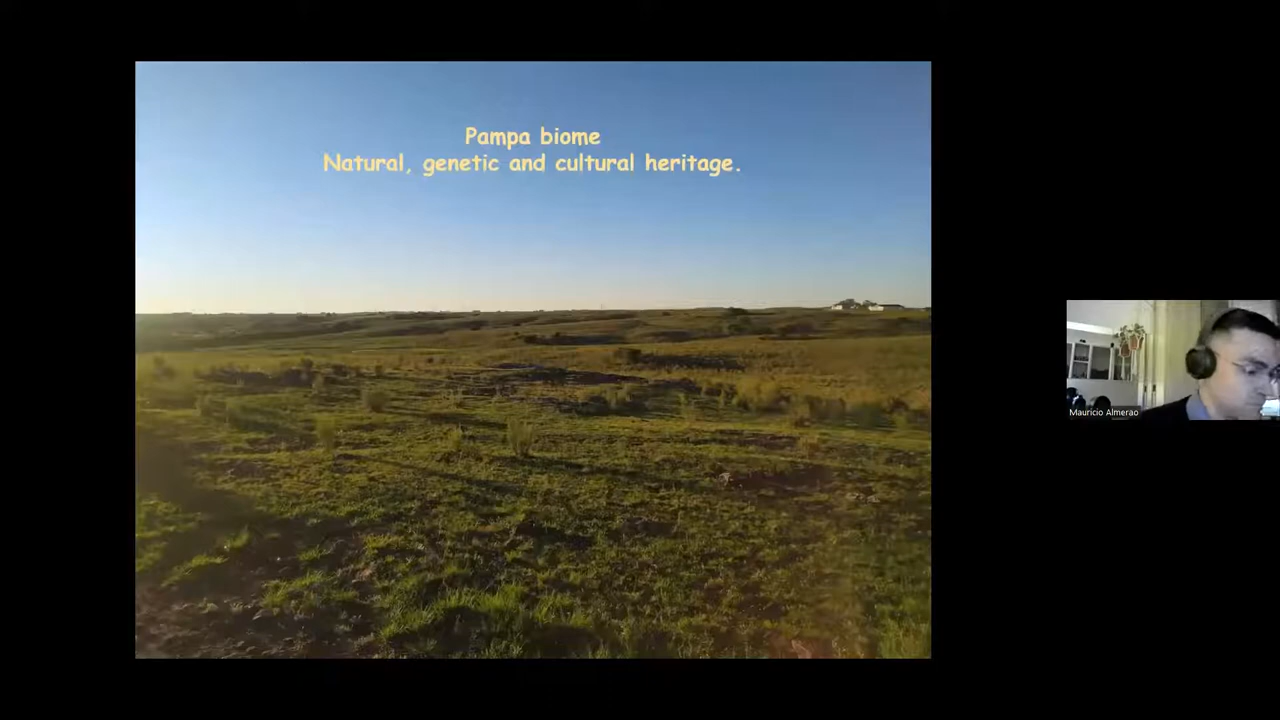 Pampa biome
Natural, genetic and cultural heritage.
Mauricio Almerao